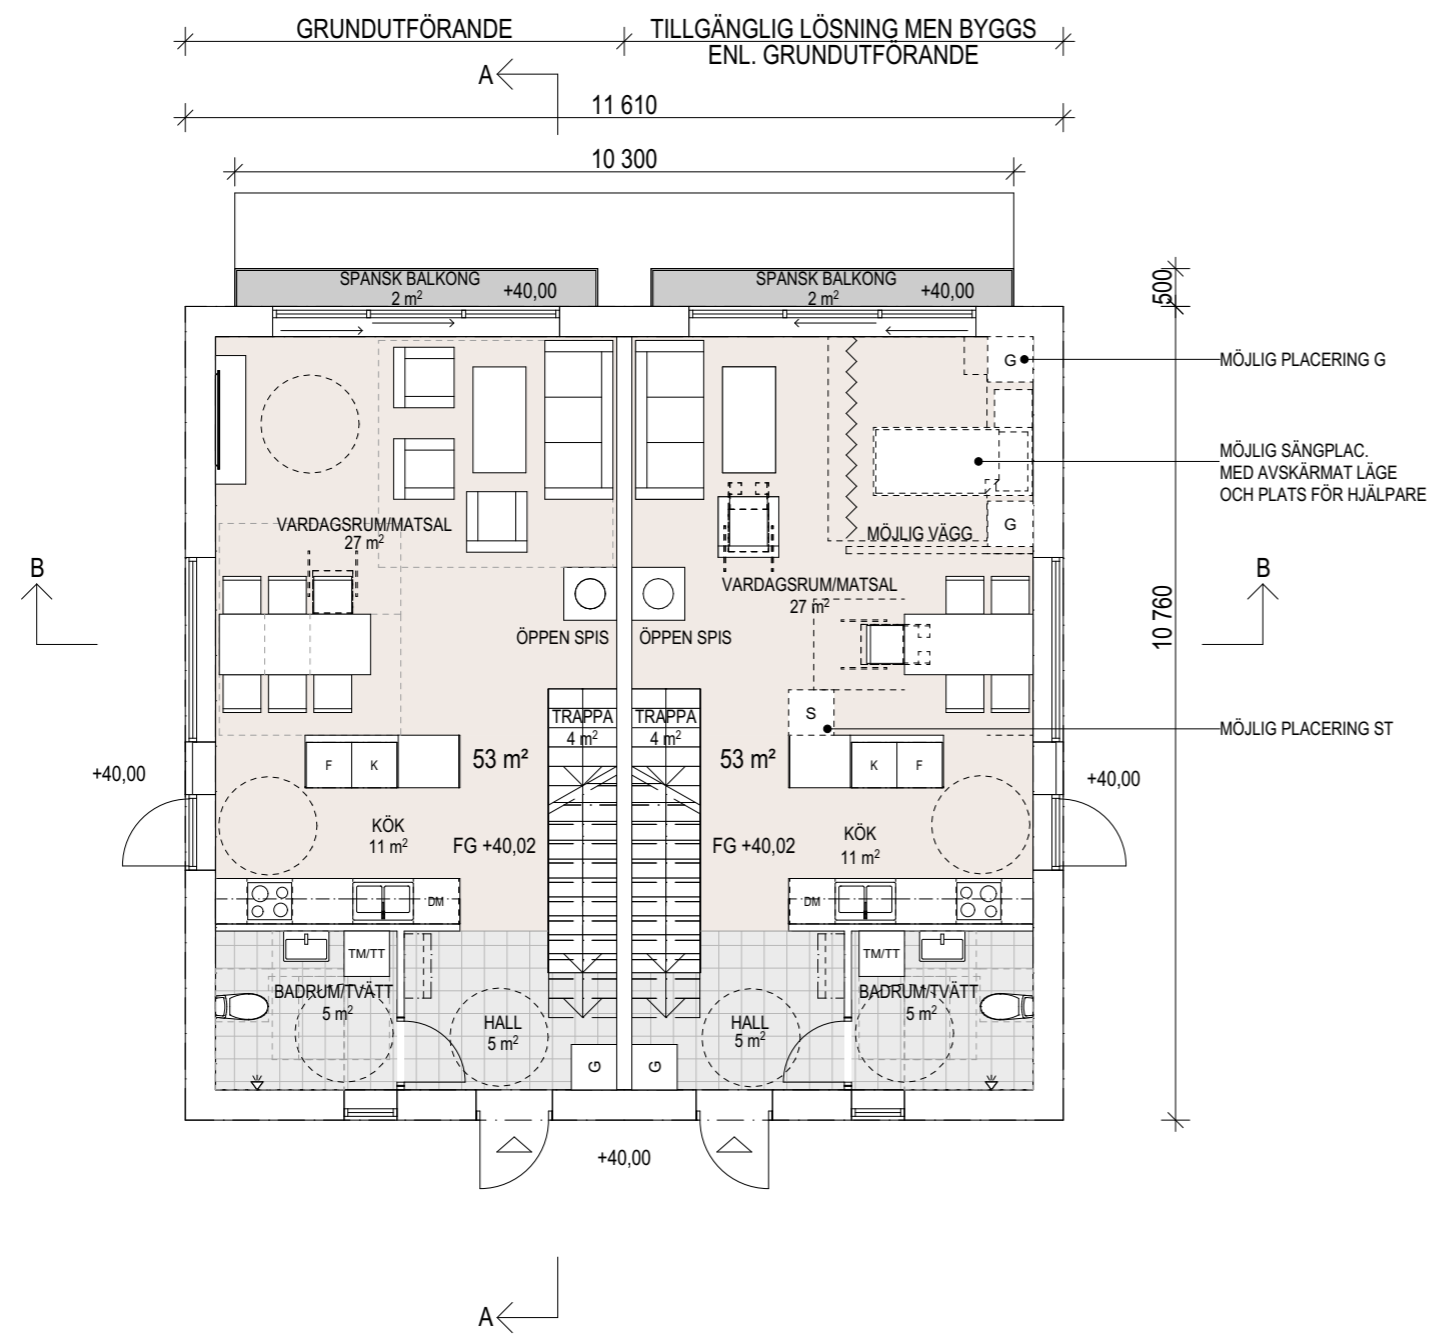 GRUNDUTFÖRANDE
TILLGÄNGLIG LÖSNING MEN BYGGS
ENL. GRUNDUTFÖRANDE
A
11 610
10 300
SPANSK BALKONG
2 m²
+40,00
SPANSK BALKONG
2 m²
+40,00
500
G
MÖJLIG PLACERING G
MÖJLIG SÄNGPLAC.
MED AVSKÄRMAT LÄGE
OCH PLATS FÖR HJÄLPARE
VARDAGSRUM/MATSAL
27 m²
G
MÖJLIG VÄGG
B
B
VARDAGSRUM/MATSAL
27 m²
10 760
ÖPPEN SPIS
ÖPPEN SPIS
TRAPPA
4 m²
TRAPPA
4 m²
S
MÖJLIG PLACERING ST
53 m²
53 m²
F
K
K
F
+40,00
+40,00
KÖK
11 m²
FG +40,02
FG +40,02
KÖK
11 m²
DM
DM
TM/TT
TM/TT
BADRUM/TVÄTT
5 m²
BADRUM/TVÄTT
5 m²
HALL
5 m²
HALL
5 m²
G
G
+40,00
A